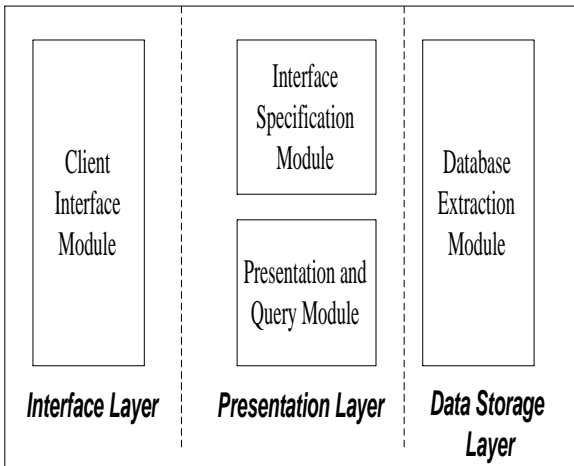 Client
Interface
Module
Interface
Specification
Module
Presentation and
Query Module
Database
Extraction
Module
Interface Layer
Presentation Layer
Data Storage
Layer